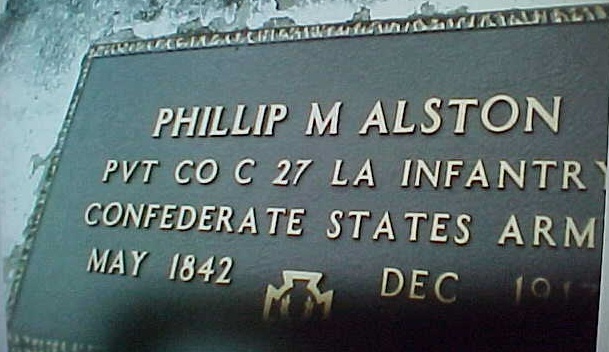 PHILLIP M ALSTON
PVT CO C 27 LA INFANTRY
CONFEDERATE STATES ARM
MAY 1842 DEC